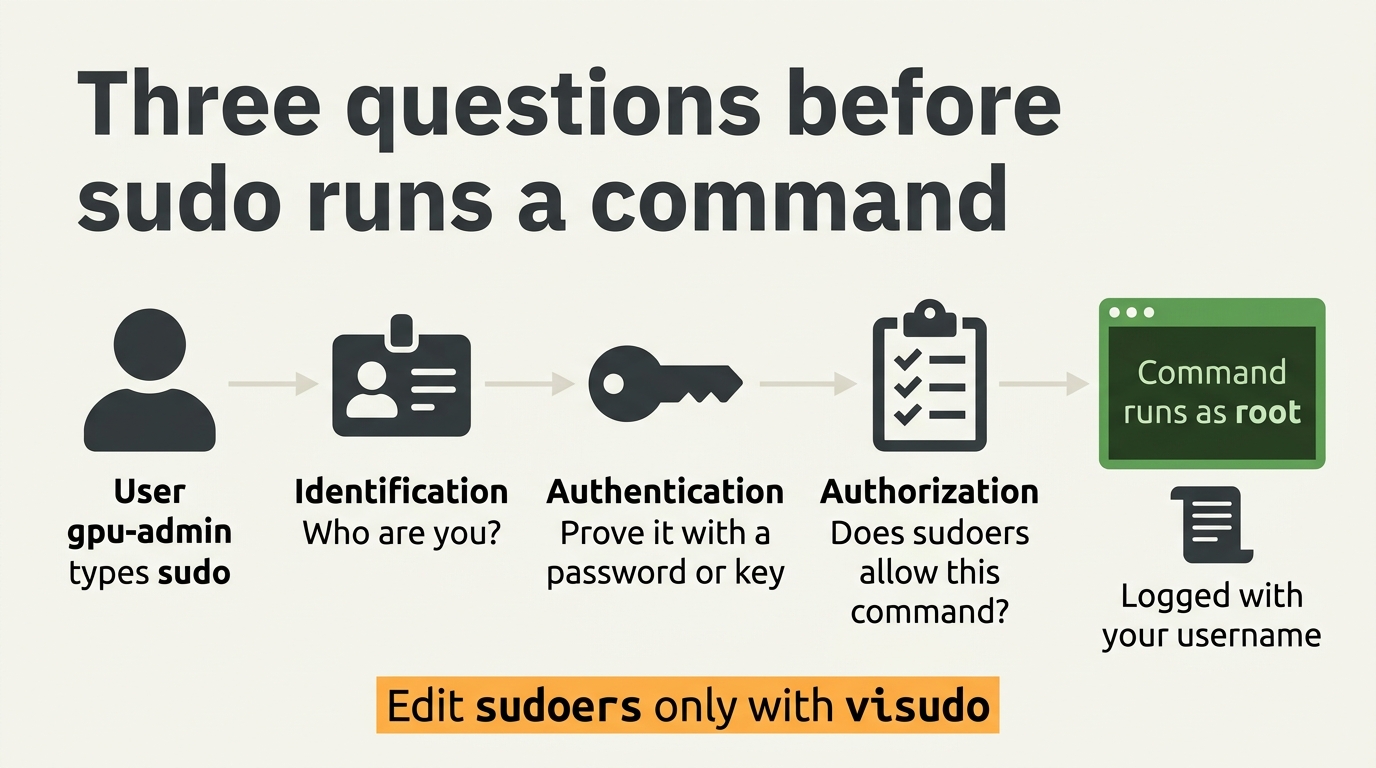 Three questions before
sudo runs a command
User
gpu-admin
types sudo
Identification
Who are you?
Authentication
Prove it with a
password or key
Authorization
Does sudoers
allow this
command?
Command
runs as root
Logged with
your username
Edit sudoers only with visudo